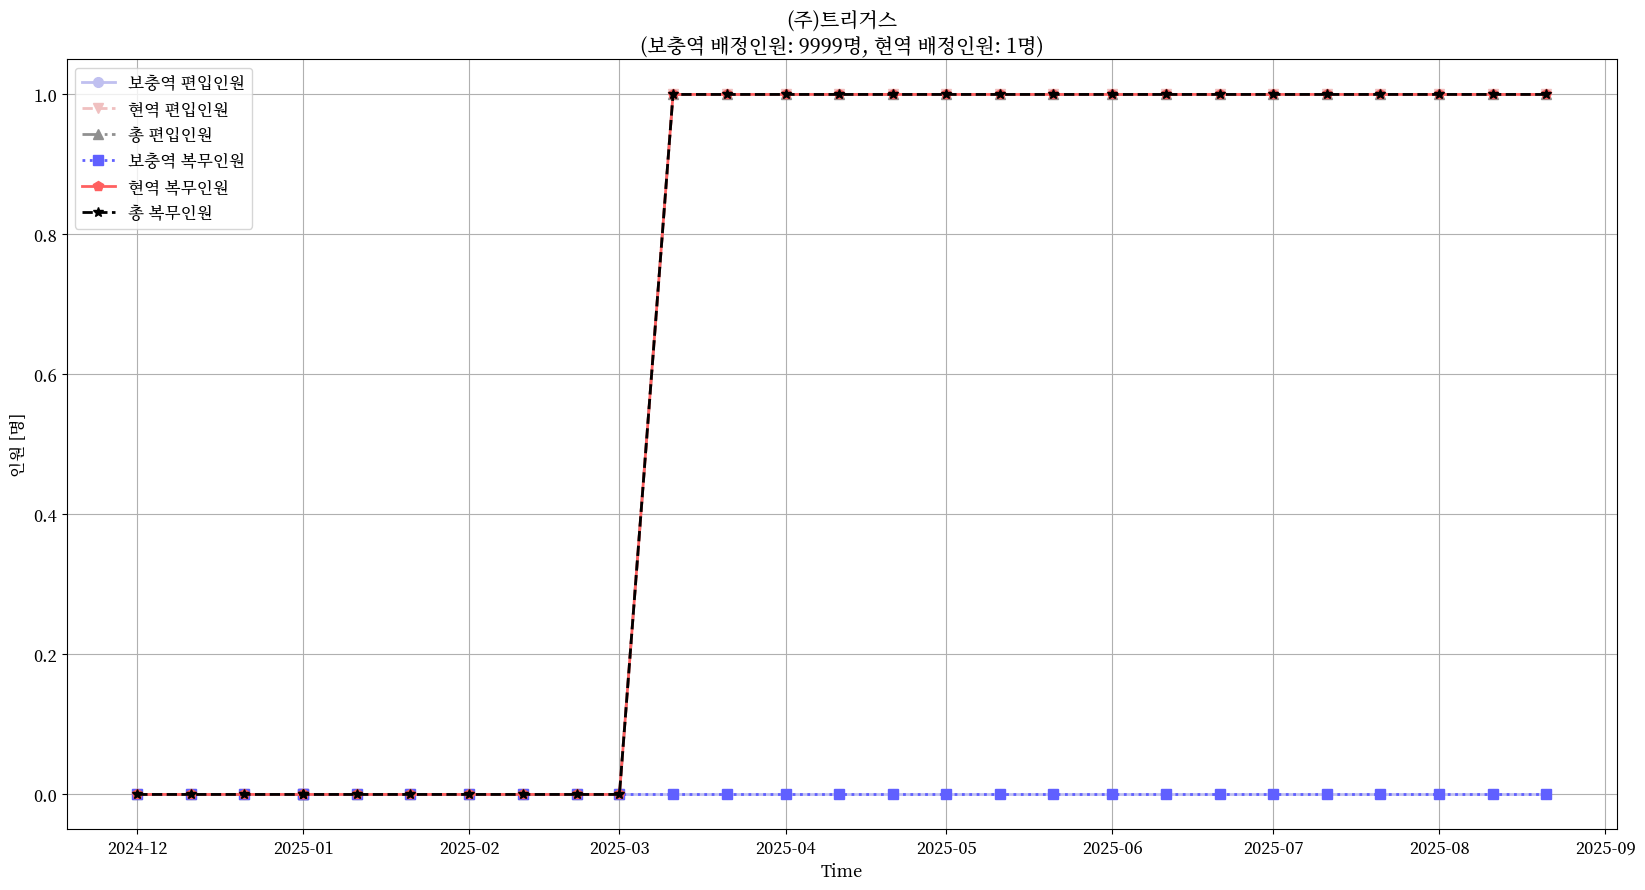 (주)트리거스
(보충역 배정인원: 9999명, 현역 배정인원: 1명)
보충역 편입인원
현역 편입인원
총 편입인원
보충역 복무인원
현역 복무인원
총 복무인원
1.0
0.8
0.6
0.4
0.2
0.0
인원 [명]
2024-12
2025-01
2025-02
2025-03
2025-04
2025-05
2025-06
2025-07
2025-08
2025-09
Time